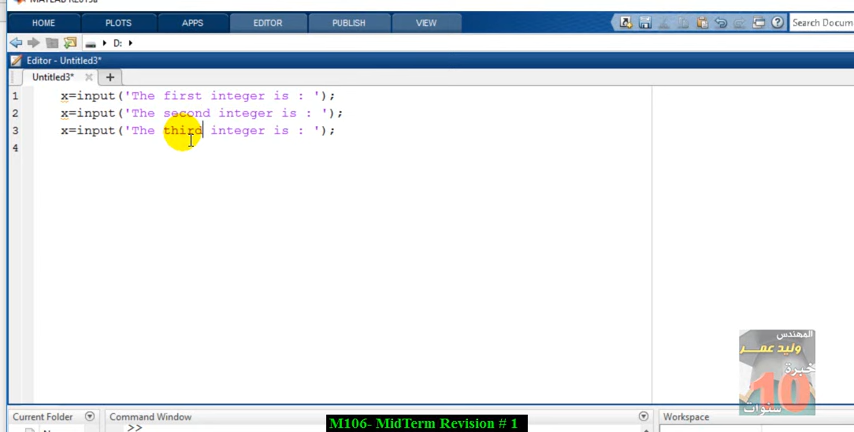 HOME PLOTS APPS EDITOR PUBLISH VIEW
Search Docum
D:
Editor - Untitled3*
Untitled3* × +
1 x=input('The first integer is : ');
2 x=input('The second integer is : ');
3 x=input('The third integer is : ');
4
المهندس
وليد عمر
خبرة
10
سنوات
Current Folder Command Window Workspace
>>
M106- MidTerm Revision # 1